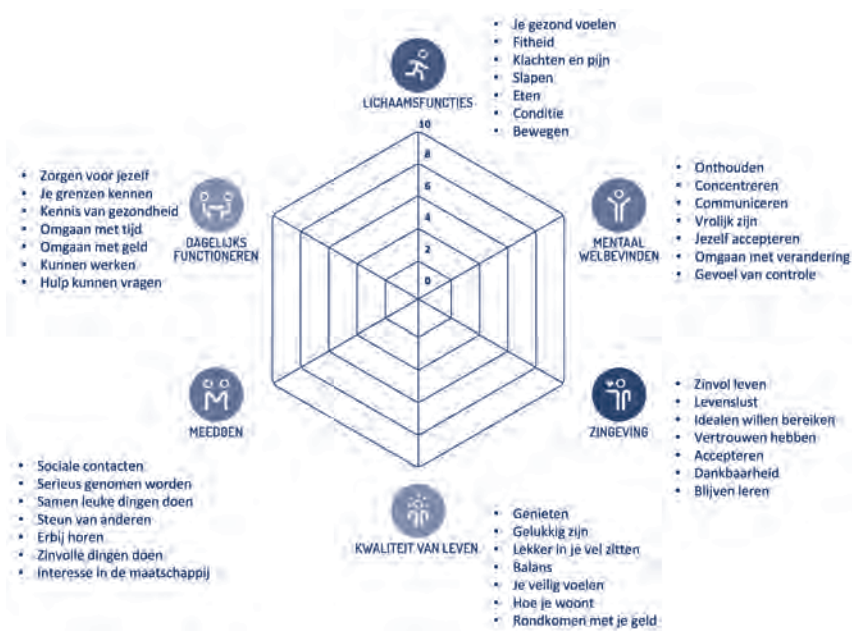 LICHAAMSFUNCTIES
• Je gezond voelen
• Fitheid
• Klachten en pijn
• Slapen
• Eten
• Conditie
• Bewegen
10
8
6
4
2
0
MENTAAL
WELBEVINDEN
• Onthouden
• Concentreren
• Communiceren
• Vrolijk zijn
• Jezelf accepteren
• Omgaan met verandering
• Gevoel van controle
ZINGEVING
• Zinvol leven
• Levenslust
• Idealen willen bereiken
• Vertrouwen hebben
• Accepteren
• Dankbaarheid
• Blijven leren
KWALITEIT VAN LEVEN
• Genieten
• Gelukkig zijn
• Lekker in je vel zitten
• Balans
• Je veilig voelen
• Hoe je woont
• Rondkomen met je geld
MEEDOEN
• Sociale contacten
• Serieus genomen worden
• Samen leuke dingen doen
• Steun van anderen
• Erbij horen
• Zinvolle dingen doen
• Interesse in de maatschappij
DAGELIJKS
FUNCTIONEREN
• Zorgen voor jezelf
• Je grenzen kennen
• Kennis van gezondheid
• Omgaan met tijd
• Omgaan met geld
• Kunnen werken
• Hulp kunnen vragen